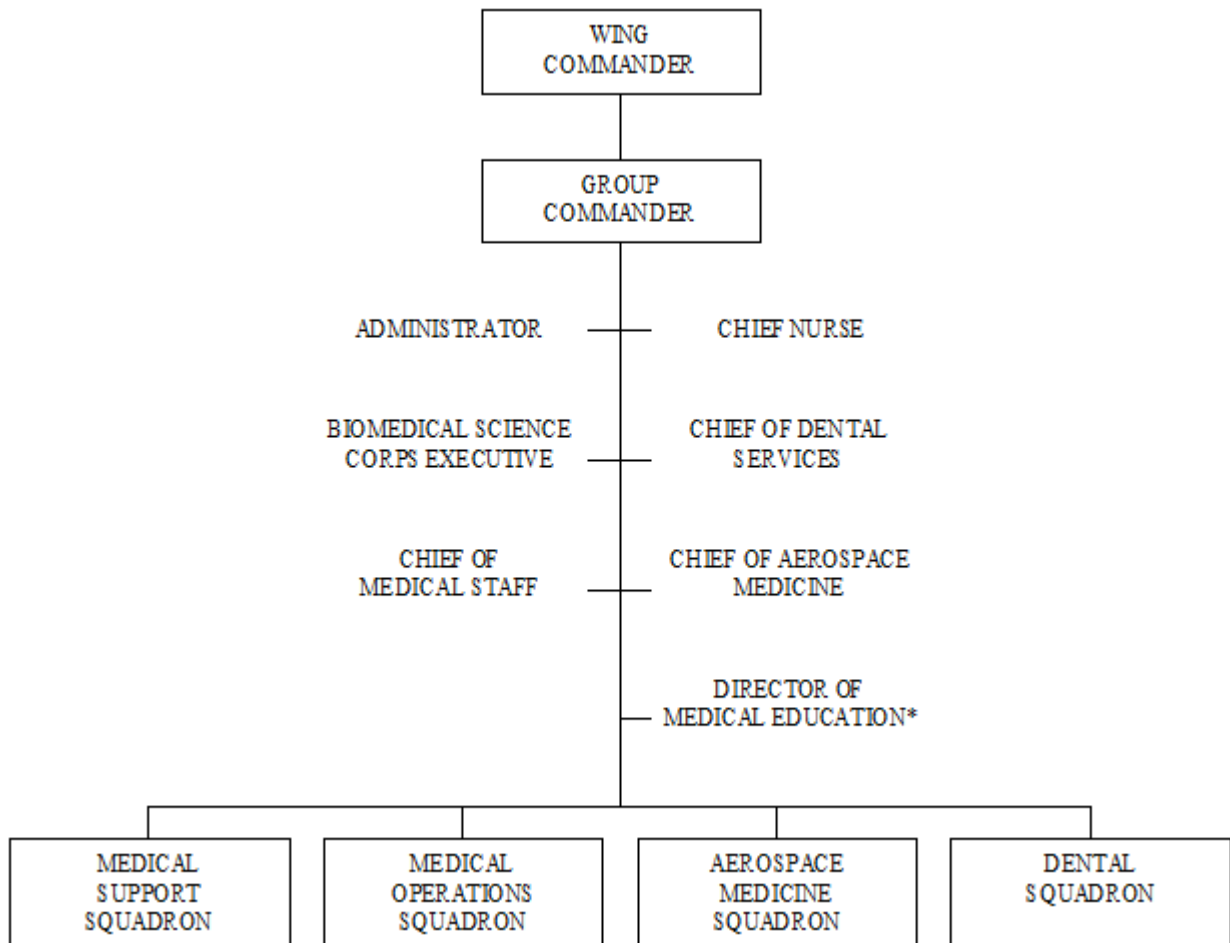 WING
COMMANDER
GROUP
COMMANDER
ADMINISTRATOR
CHIEF NURSE
BIOMEDICAL SCIENCE
CORPS EXECUTIVE
CHIEF OF DENTAL
SERVICES
CHIEF OF
MEDICAL STAFF
CHIEF OF AEROSPACE
MEDICINE
DIRECTOR OF
MEDICAL EDUCATION*
MEDICAL
SUPPORT
SQUADRON
MEDICAL
OPERATIONS
SQUADRON
AEROSPACE
MEDICINE
SQUADRON
DENTAL
SQUADRON